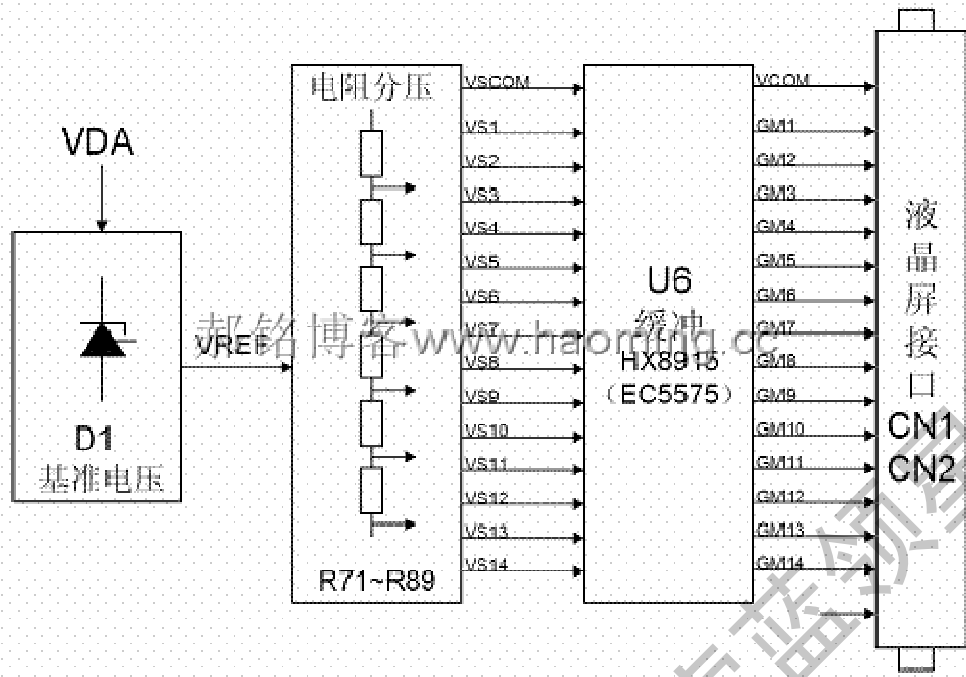 电阻分压
VSCOM
VS1
VS2
VS3
VS4
VS5
VS6
VS7
VS8
VS9
VS10
VS11
VS12
VS13
VS14
R71~R89
VDA
D1
基准电压
VREF
U6
缓冲
HX8915
(EC5575)
VCOM
GM1
GM2
GM3
GM4
GM5
GM6
GM7
GM8
GM9
GM10
GM11
GM12
GM13
GM14
液晶屏接口
CN1
CN2
郝铭博客www.haoming.cc
蓝领星